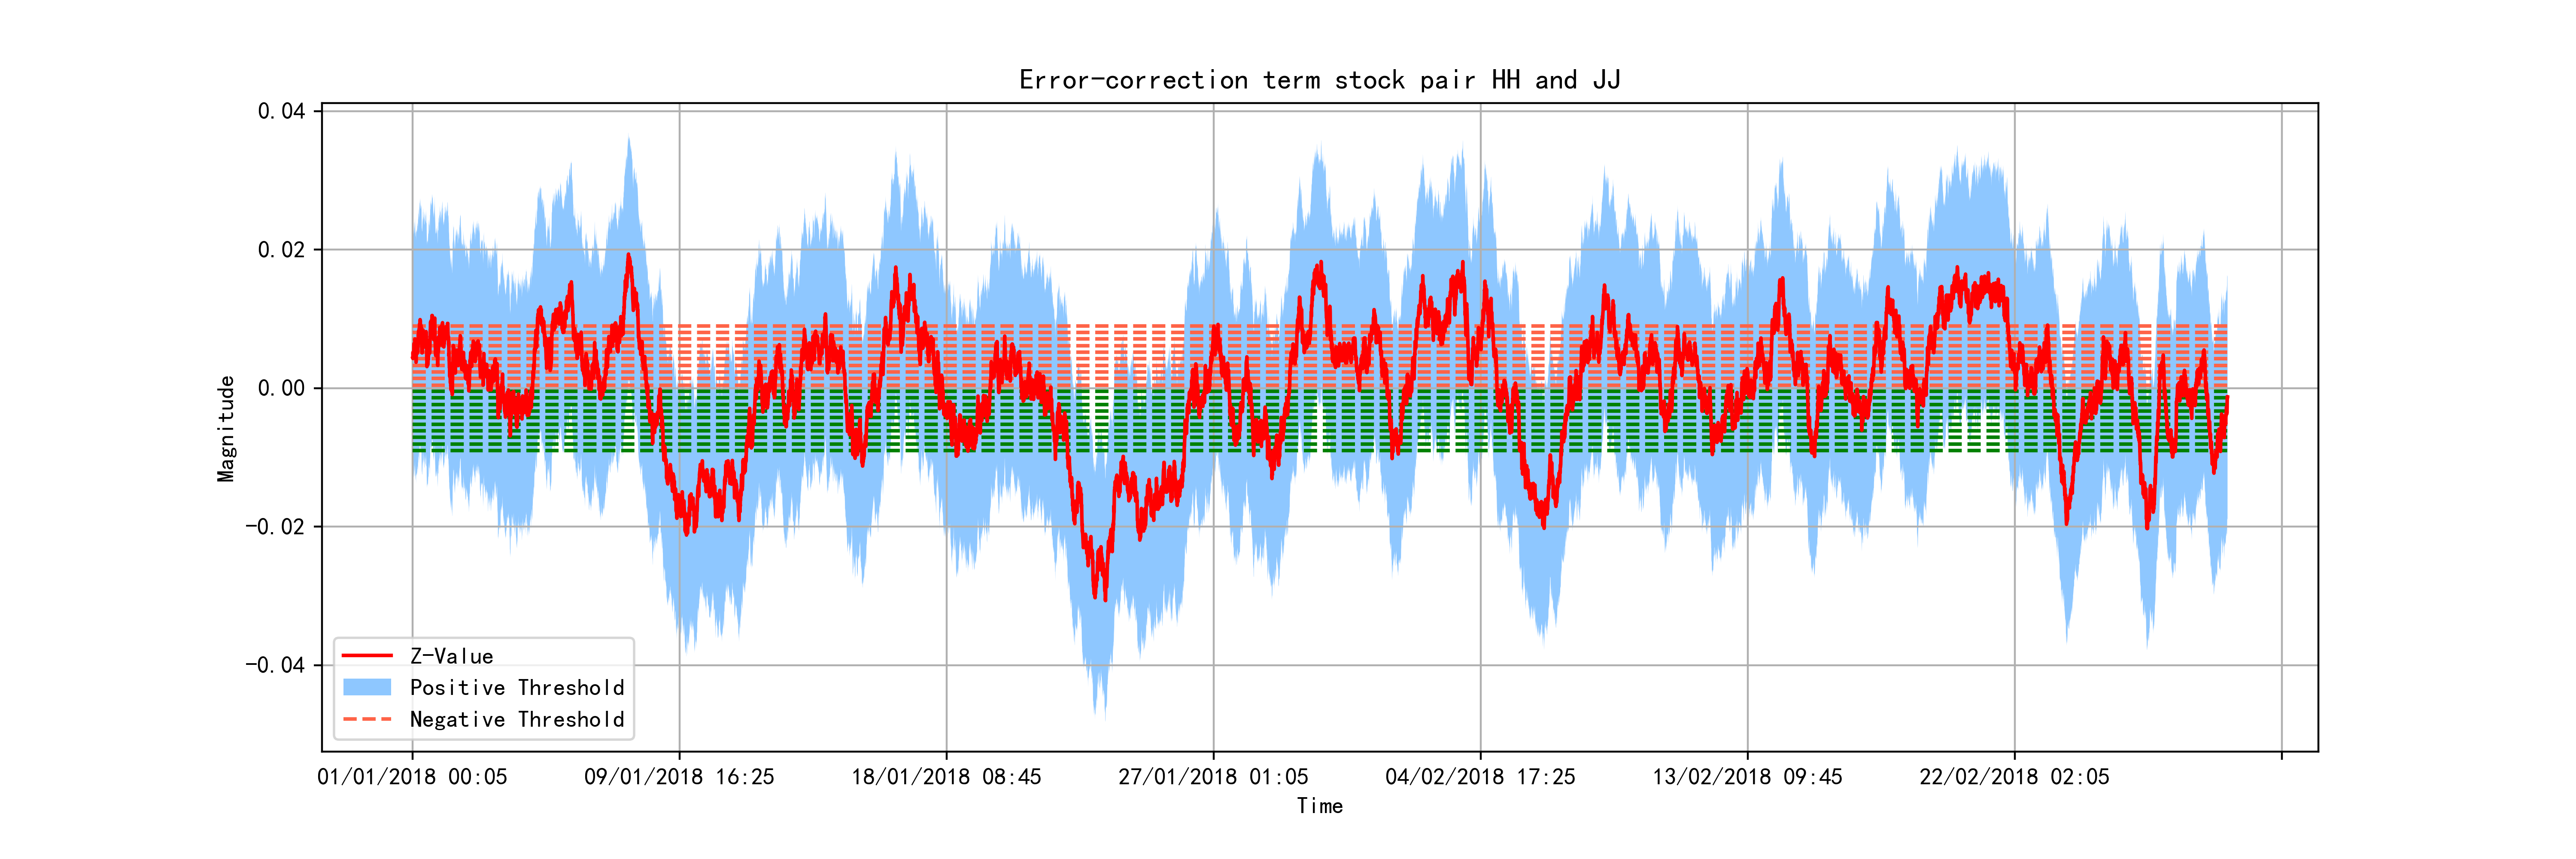 Error-correction term stock pair HH and JJ
0.04
0.02
0.00
-0.02
-0.04
Magnitude
Z-Value
Positive Threshold
Negative Threshold
01/01/2018 00:05 09/01/2018 16:25 18/01/2018 08:45 27/01/2018 01:05 04/02/2018 17:25 13/02/2018 09:45 22/02/2018 02:05
Time